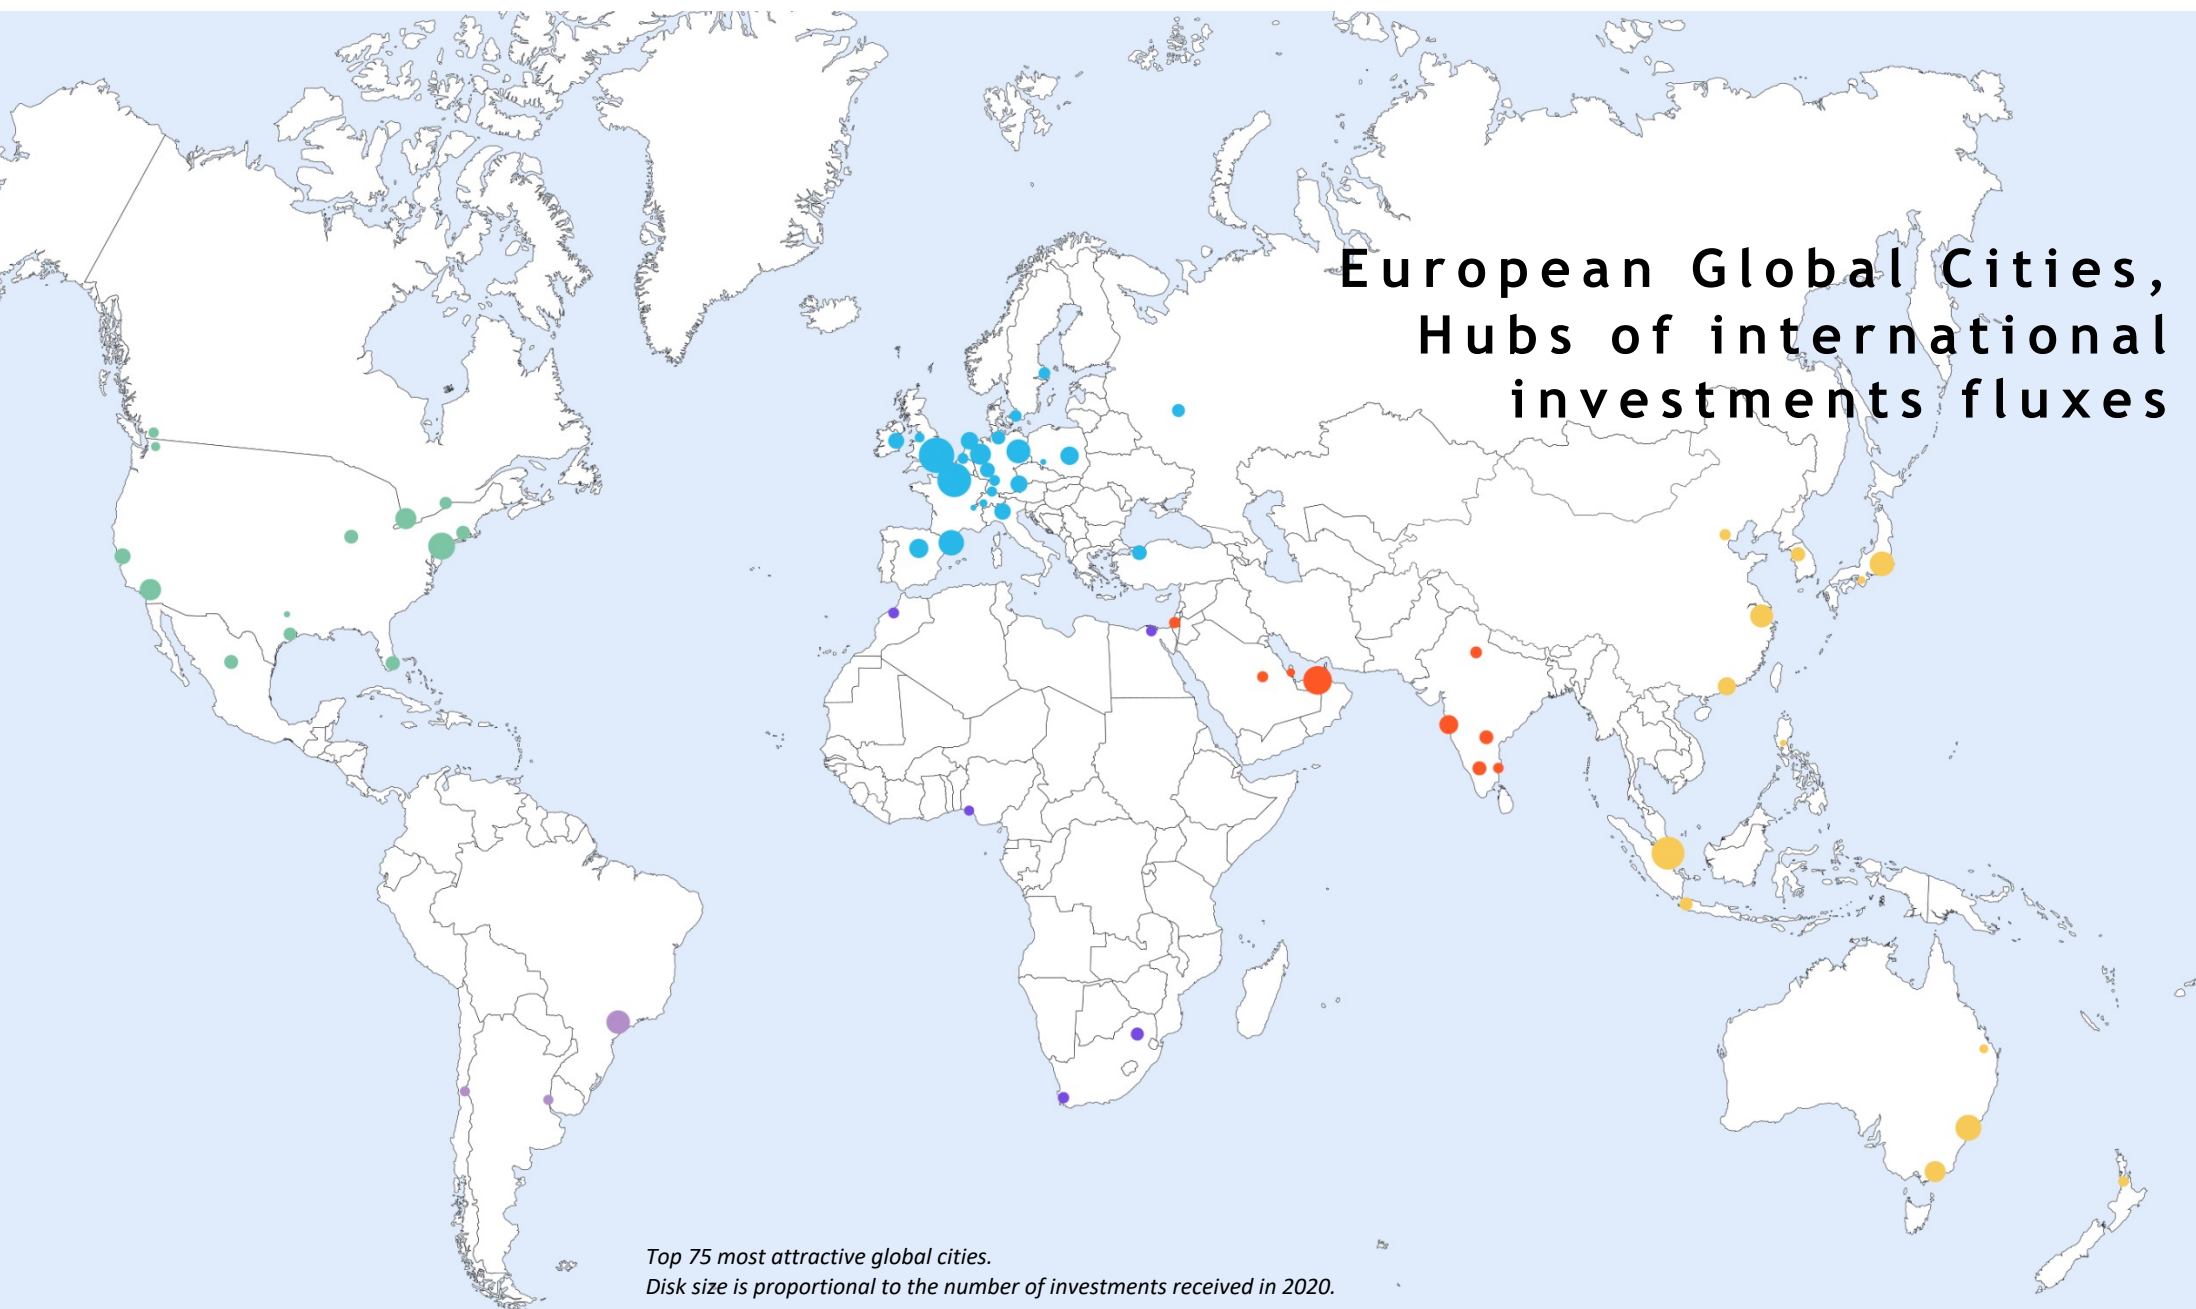 European Global Cities,
Hubs of international
investments fluxes
Top 75 most attractive global cities.
Disk size is proportional to the number of investments received in 2020.